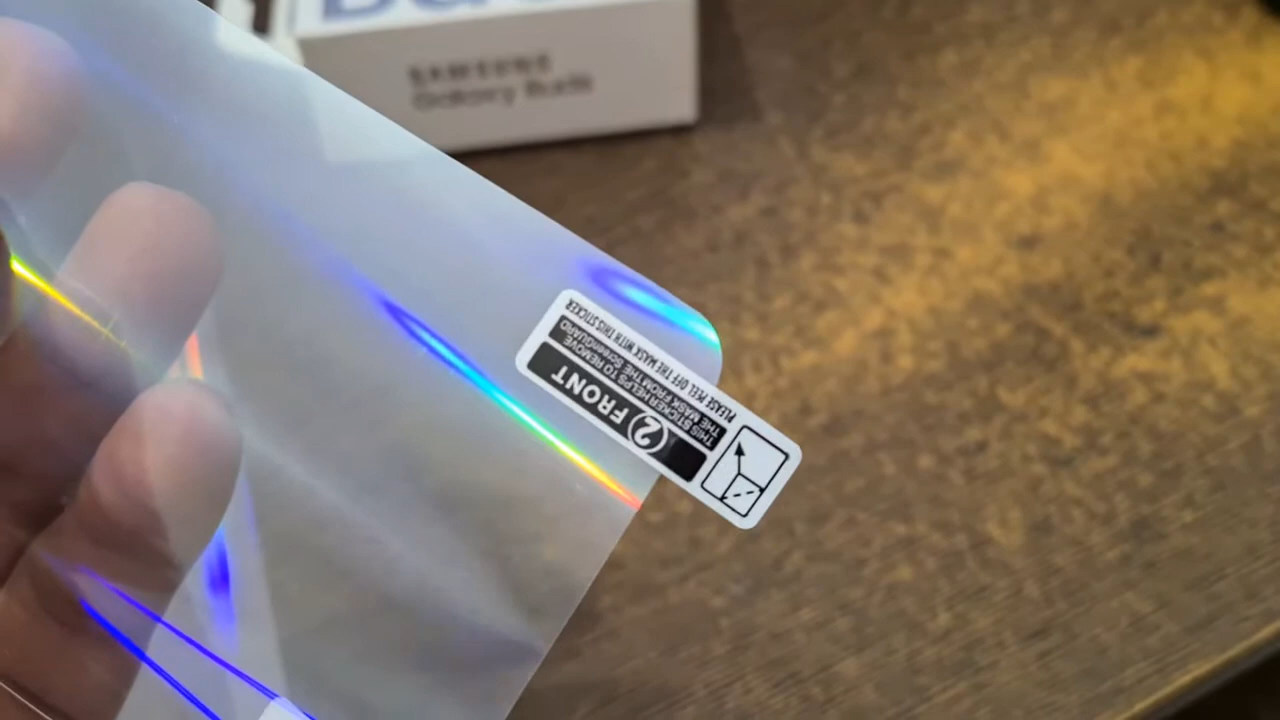 Buds
SAMSUNG
Galaxy Buds
PLEASE PEEL OFF THE MASK WITH THIS STICKER
THIS STICKER HELPS TO REMOVE
THE MASK FROM THE ScreenGUARD
2 FRONT